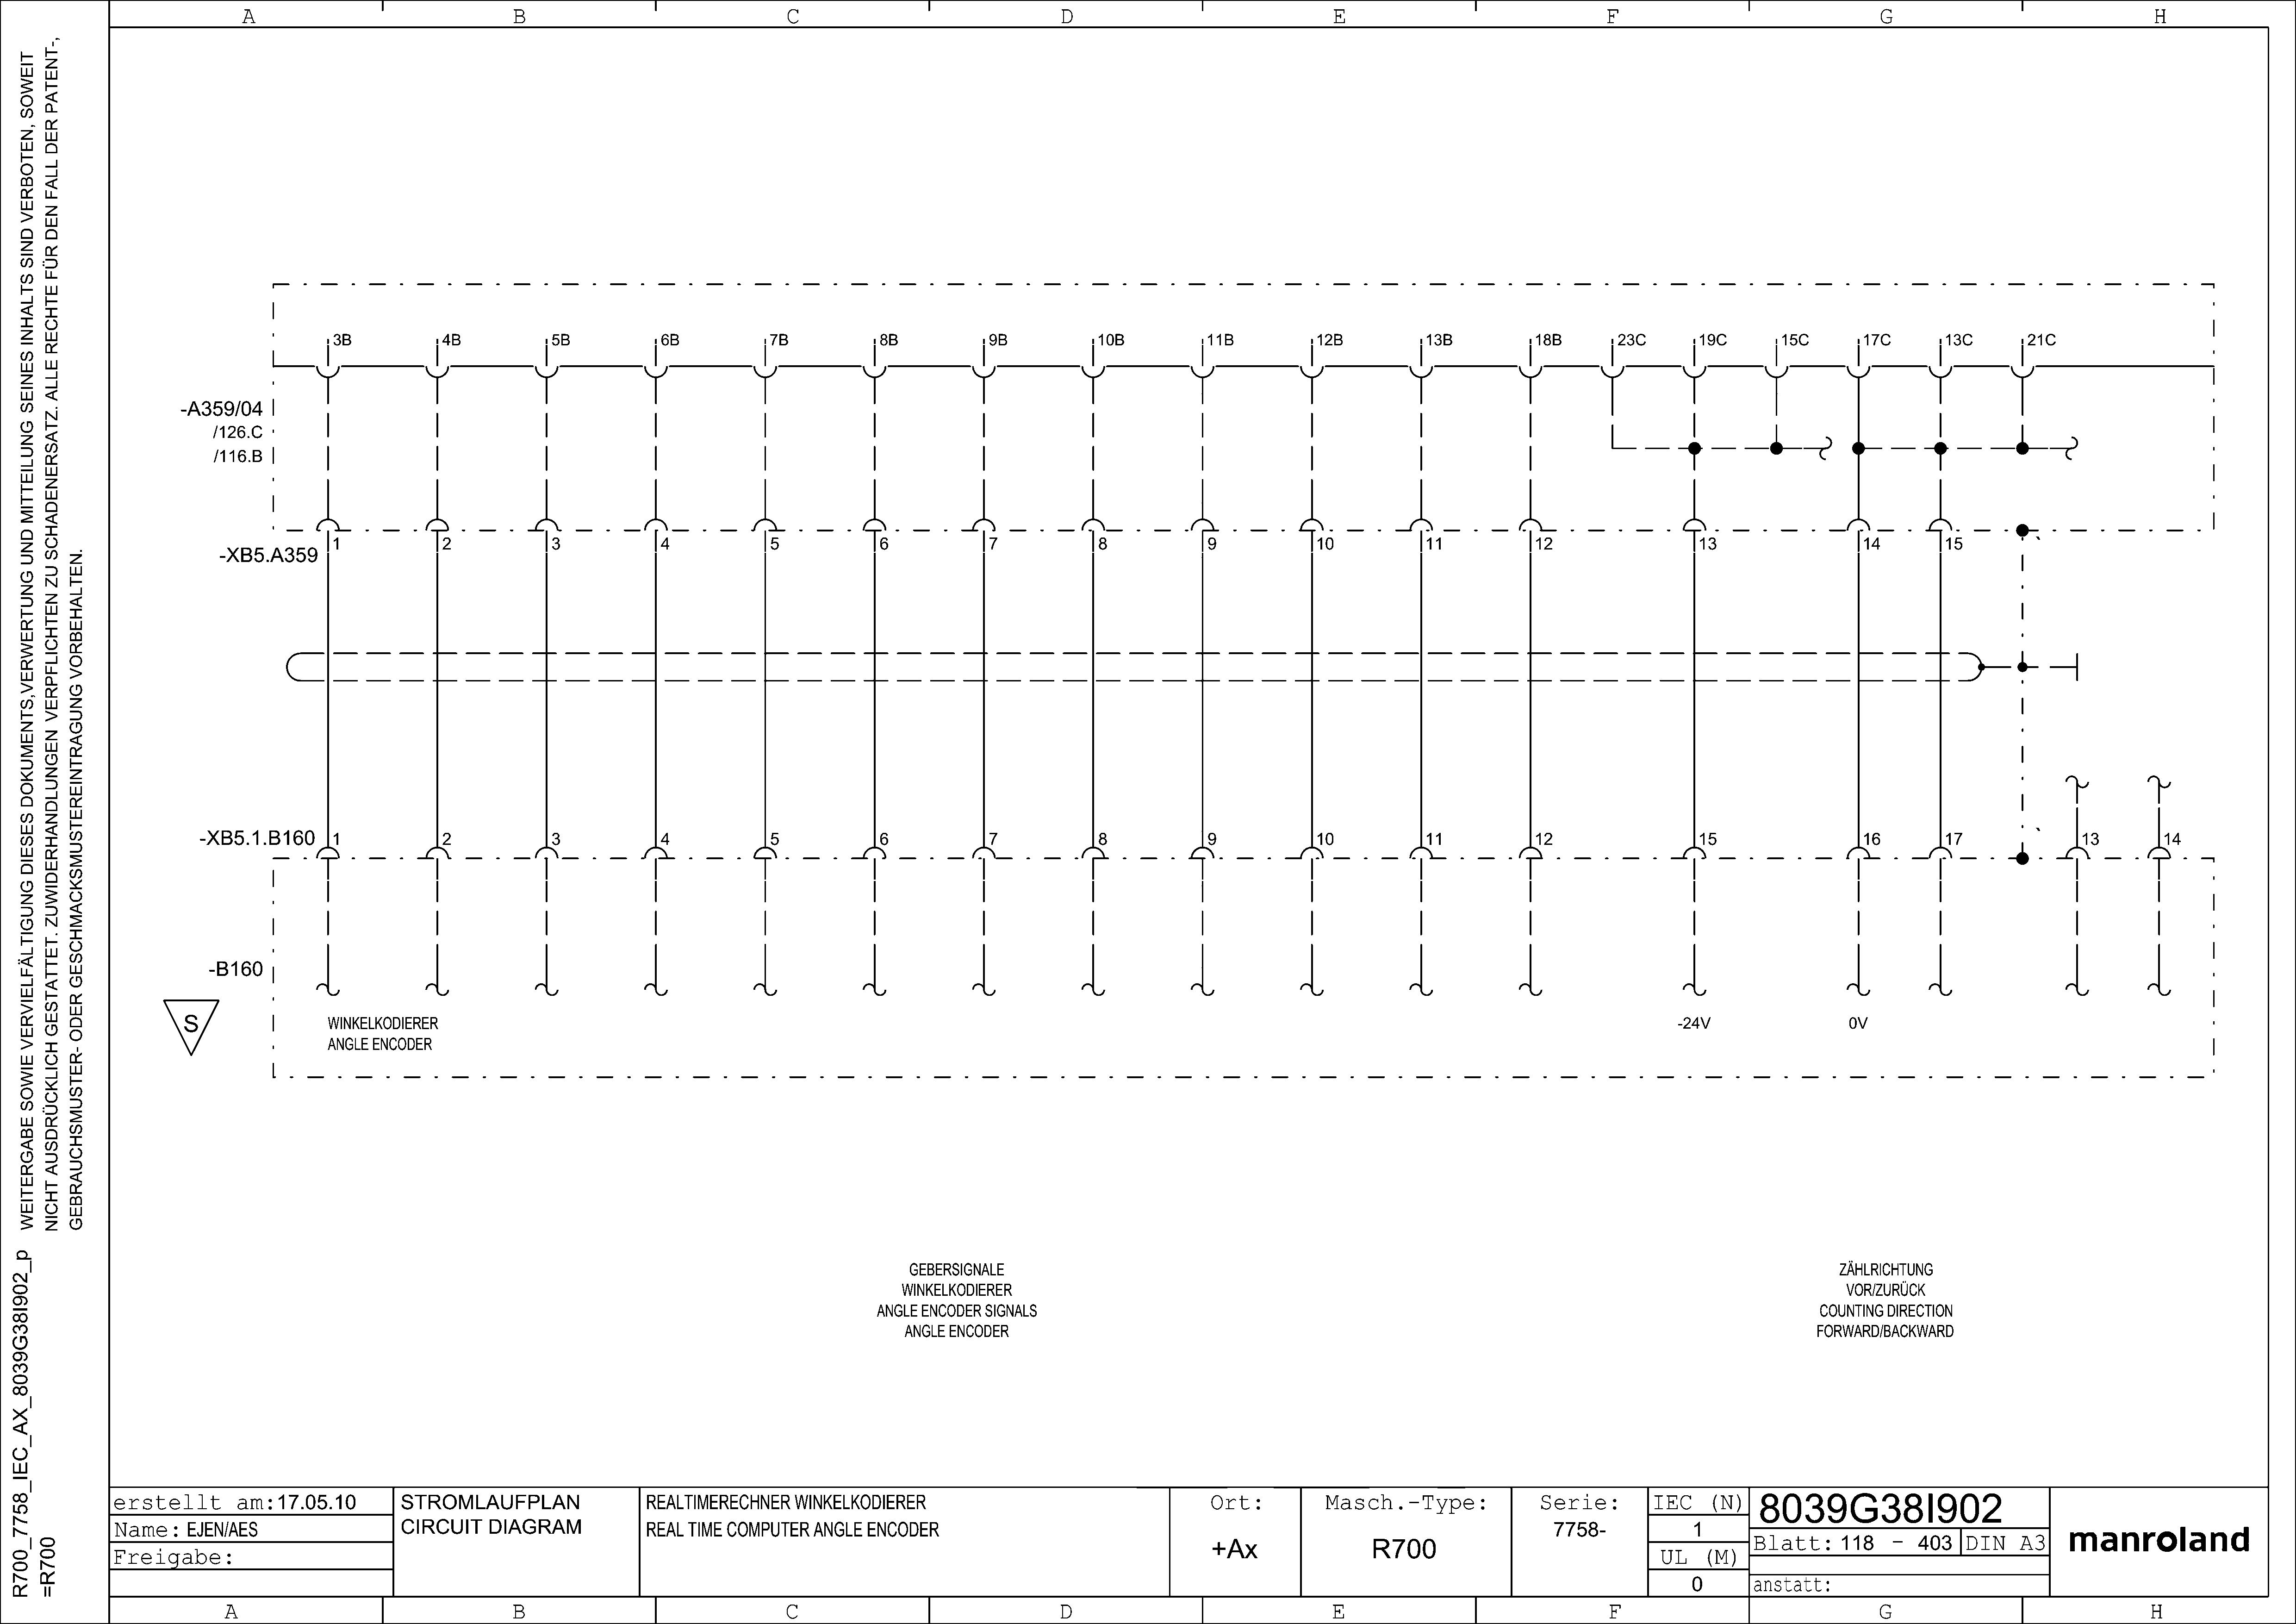 A B C D E F G H
WEITERGABE SOWIE VERVIELFÄLTIGUNG DIESES DOKUMENTS,VERWERTUNG UND MITTEILUNG SEINES INHALTS SIND VERBOTEN, SOWEIT
NICHT AUSDRÜCKLICH GESTATTET. ZUWIDERHANDLUNGEN VERPFLICHTEN ZU SCHADENERSATZ. ALLE RECHTE FÜR DEN FALL DER PATENT-,
GEBRAUCHSMUSTER- ODER GESCHMACKSMUSTEREINTRAGUNG VORBEHALTEN.
R700_7758_IEC_AX_8039G38I902_p
=R700
3B 4B 5B 6B 7B 8B 9B 10B 11B 12B 13B 18B 23C 19C 15C 17C 13C 21C
-A359/04
/126.C
/116.B
-XB5.A359 1 2 3 4 5 6 7 8 9 10 11 12 13 14 15
-XB5.1.B160 1 2 3 4 5 6 7 8 9 10 11 12 15 16 17 13 14
-B160
S
WINKELKODIERER
ANGLE ENCODER
-24V 0V
GEBERSIGNALE
WINKELKODIERER
ANGLE ENCODER SIGNALS
ANGLE ENCODER
ZÄHLRICHTUNG
VOR/ZURÜCK
COUNTING DIRECTION
FORWARD/BACKWARD
erstellt am:17.05.10
Name: EJEN/AES
Freigabe:
STROMLAUFPLAN
CIRCUIT DIAGRAM
REALTIMERECHNER WINKELKODIERER
REAL TIME COMPUTER ANGLE ENCODER
Ort:
+Ax
Masch.-Type:
R700
Serie:
7758-
IEC (N)
1
UL (M)
0
8039G38I902
Blatt: 118 - 403 DIN A3
anstatt:
manroland
A B C D E F G H